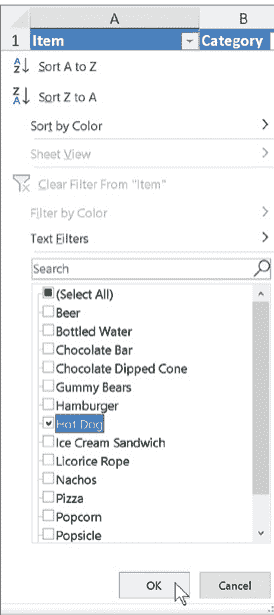 A B
1 Item Category
Sort A to Z
Sort Z to A
Sort by Color
Sheet View
Clear Filter From "Item"
Filter by Color
Text Filters
Search
(Select All)
Beer
Bottled Water
Chocolate Bar
Chocolate Dipped Cone
Gummy Bears
Hamburger
Hot Dog
Ice Cream Sandwich
Licorice Rope
Nachos
Pizza
Popcorn
Popsicle
OK Cancel